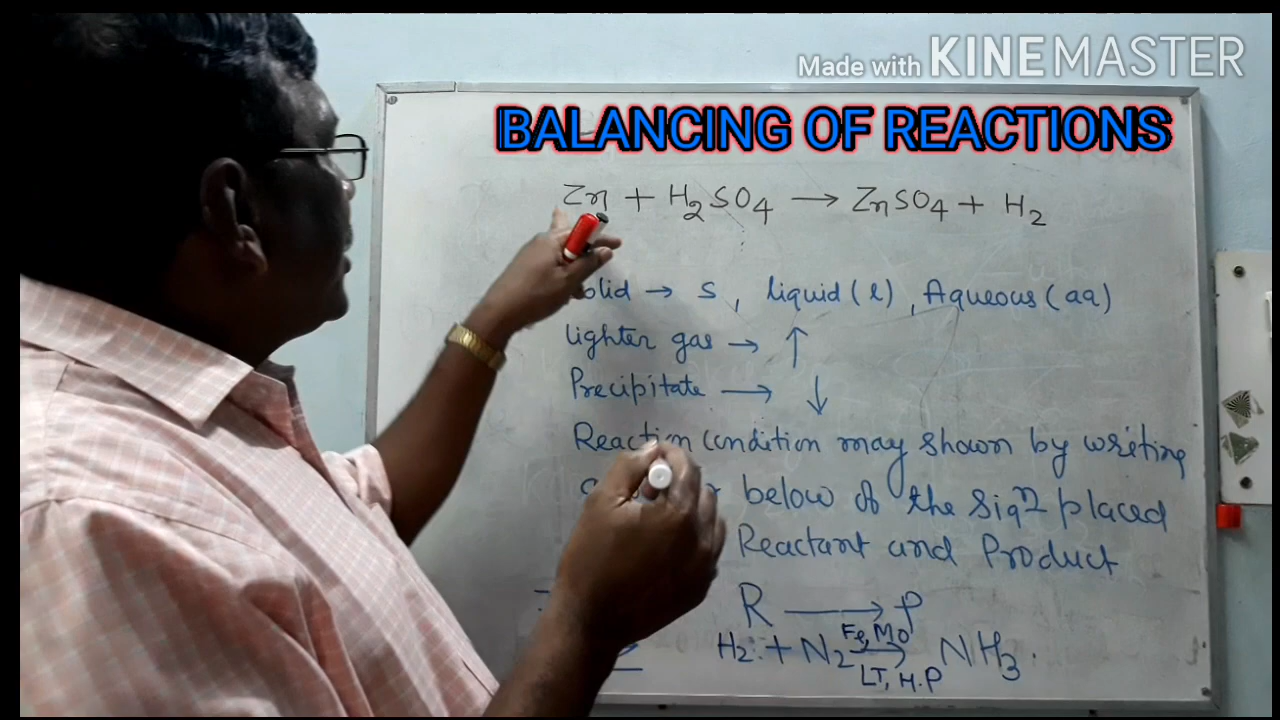 Made with KINEMASTER
BALANCING OF REACTIONS
Zn + H₂SO₄ → ZnSO₄ + H₂
→ s, liquid (l), Aqueous (aq)
lighter gas → ↑
Precipitate → ↓
Reaction condition may shown by writing
below of the sign placed
Reactant and Product
R → P
Fe, Mo
H₂ + N₂ → NH₃.
LT, H.P